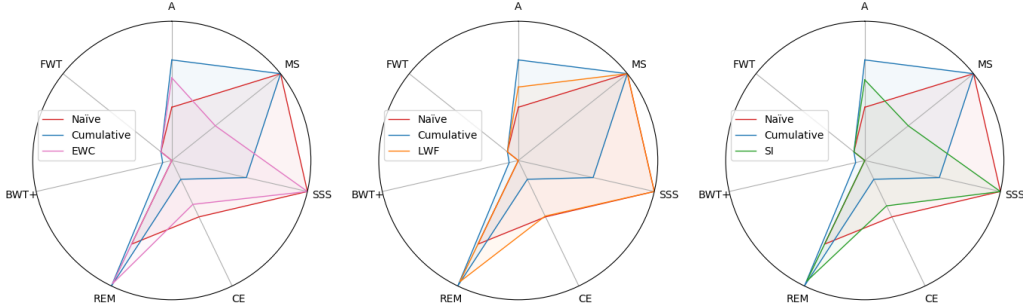 A
MS
SSS
CE
REM
BWT+
FWT
Naïve
Cumulative
EWC
A
MS
SSS
CE
REM
BWT+
FWT
Naïve
Cumulative
LWF
A
MS
SSS
CE
REM
BWT+
FWT
Naïve
Cumulative
SI